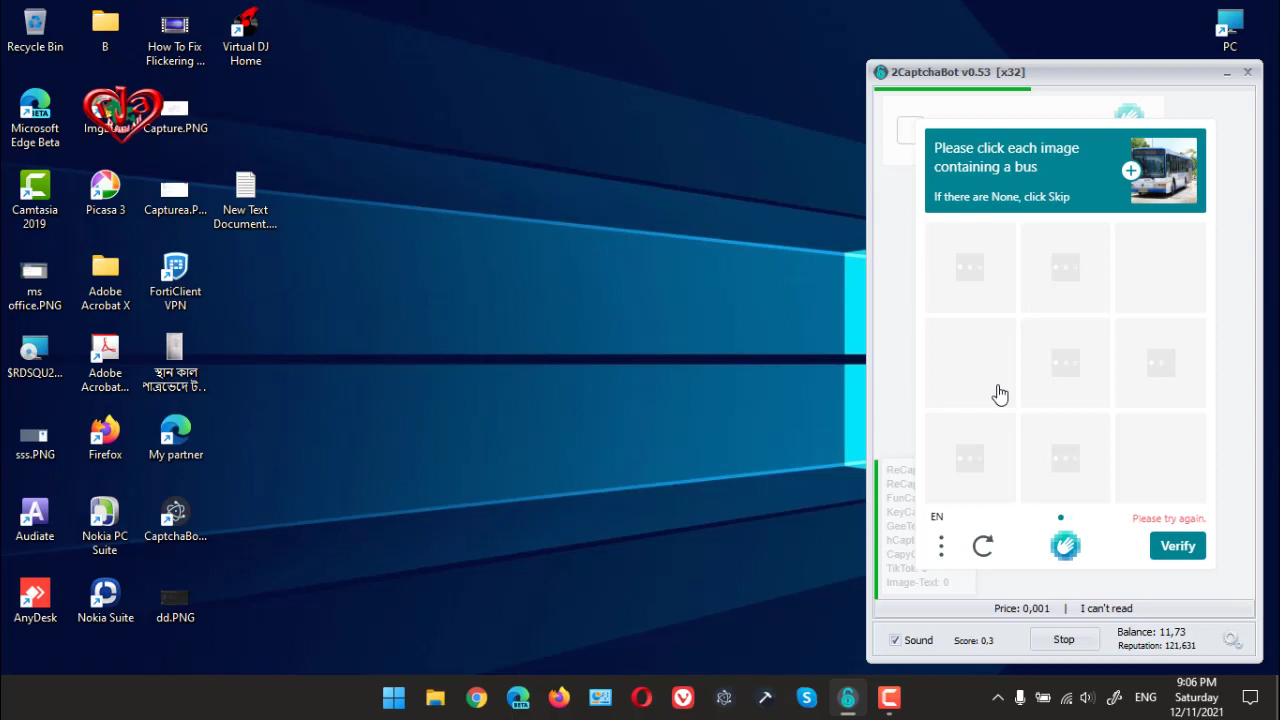 Recycle Bin
B
How To Fix
Flickering ...
Virtual DJ
Home
PC
Microsoft
Edge Beta
Capture.PNG
Camtasia
2019
Picasa 3
Capturea.P...
New Text
Document....
ms
office.PNG
Adobe
Acrobat X
FortiClient
VPN
$RDSQU2...
Adobe
Acrobat...
স্থান কাল
পাত্রভেদে ট...
sss.PNG
Firefox
My partner
Audiate
Nokia PC
Suite
CaptchaBo...
AnyDesk
Nokia Suite
dd.PNG
2CaptchaBot v0.53 [x32]
Please click each image
containing a bus
If there are None, click Skip
EN
Please try again.
Verify
Image-Text: 0
Price: 0,001 | I can't read
Sound
Score: 0,3
Stop
Balance: 11,73
Reputation: 121,631
ENG
9:06 PM
Saturday
12/11/2021